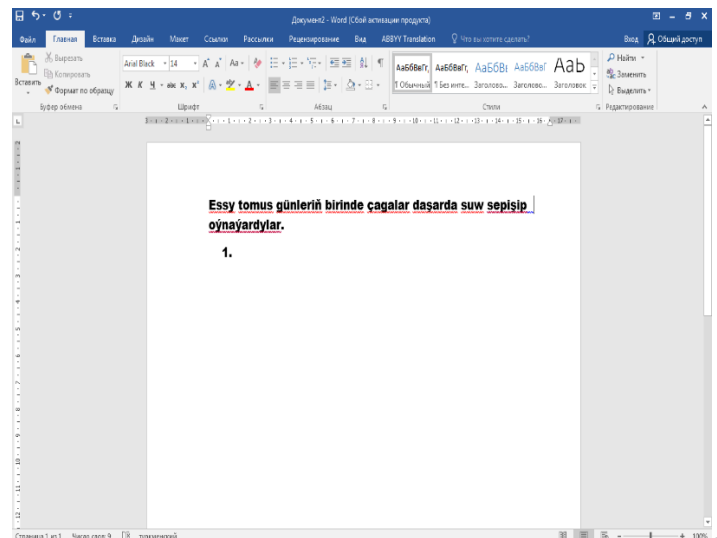 Документ2 - Word (Сбой активации продукта)
Файл Главная Вставка Дизайн Макет Ссылки Рассылки Рецензирование Вид ABBYY Translation Что вы хотите сделать? Вход Общий доступ
Вставить
Вырезать
Копировать
Формат по образцу
Буфер обмена
Arial Black 14
Шрифт
Абзац
АаБбВвГг, АаБбВвГг, АаБбВв АаБбВвГ АаЬ
¶ Обычный ¶ Без инте... Заголово... Заголово... Заголовок
Стили
Найти
Заменить
Выделить
Редактирование
Essy tomus günleriň birinde çagalar daşarda suw sepişip
oýnaýardylar.
1.
Страница 1 из 1 Число слов: 9 туркменский 100%